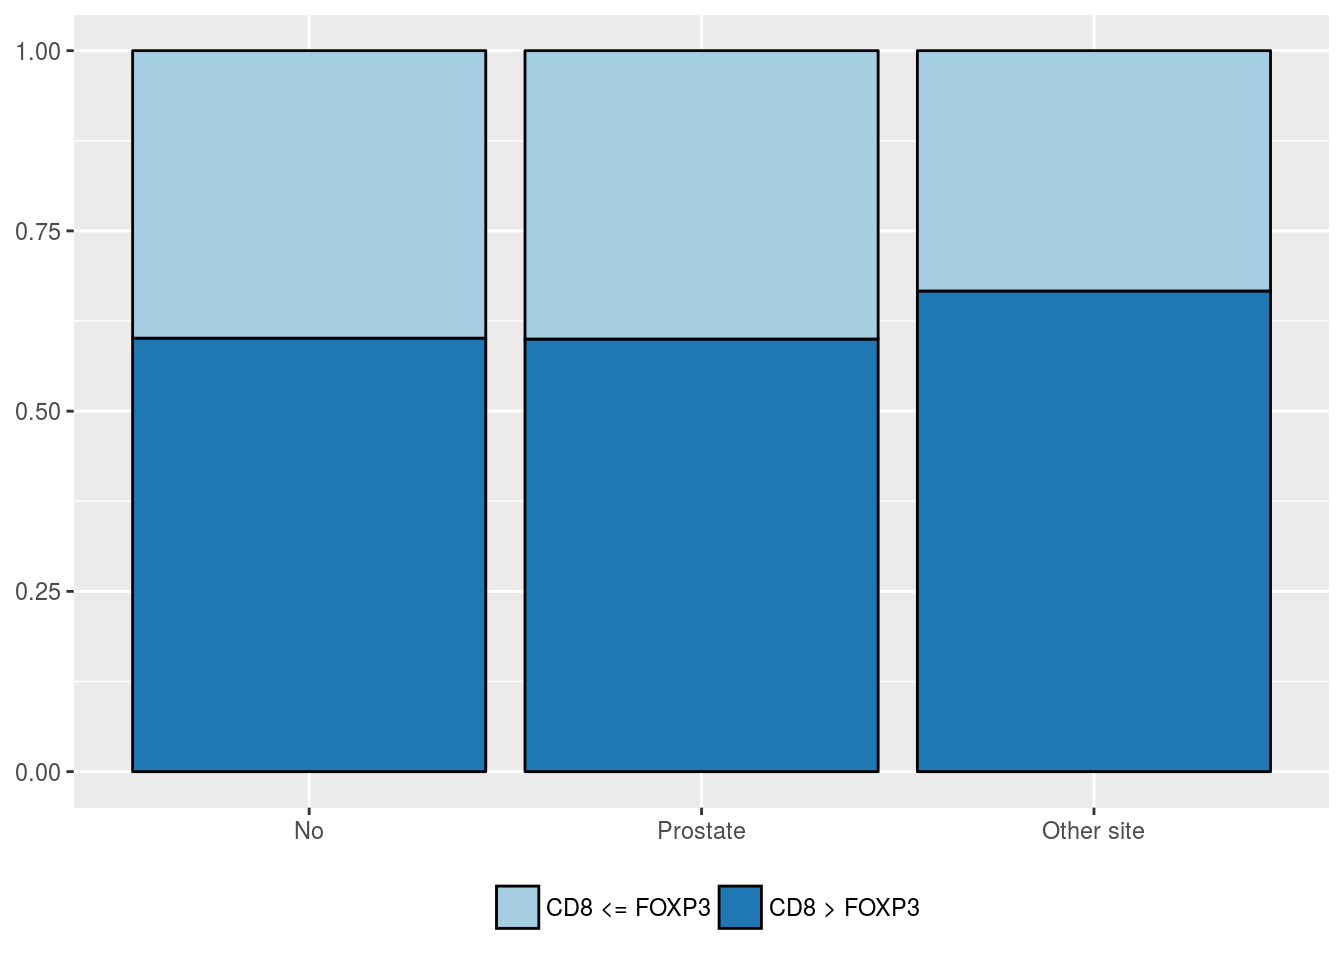 1.00
0.75
0.50
0.25
0.00
No Prostate Other site
CD8 <= FOXP3 CD8 > FOXP3